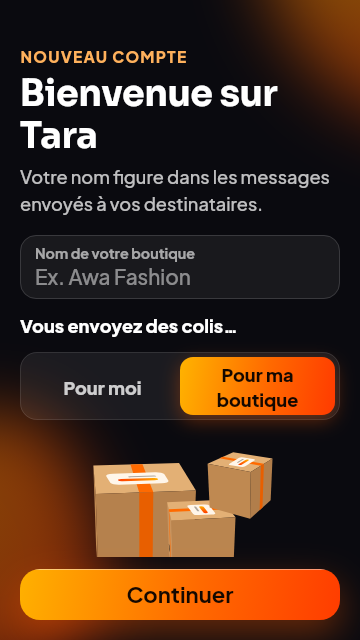 NOUVEAU COMPTE
Bienvenue sur
Tara
Votre nom figure dans les messages
envoyés à vos destinataires.
Nom de votre boutique
Ex. Awa Fashion
Vous envoyez des colis...
Pour moi
Pour ma
boutique
Continuer